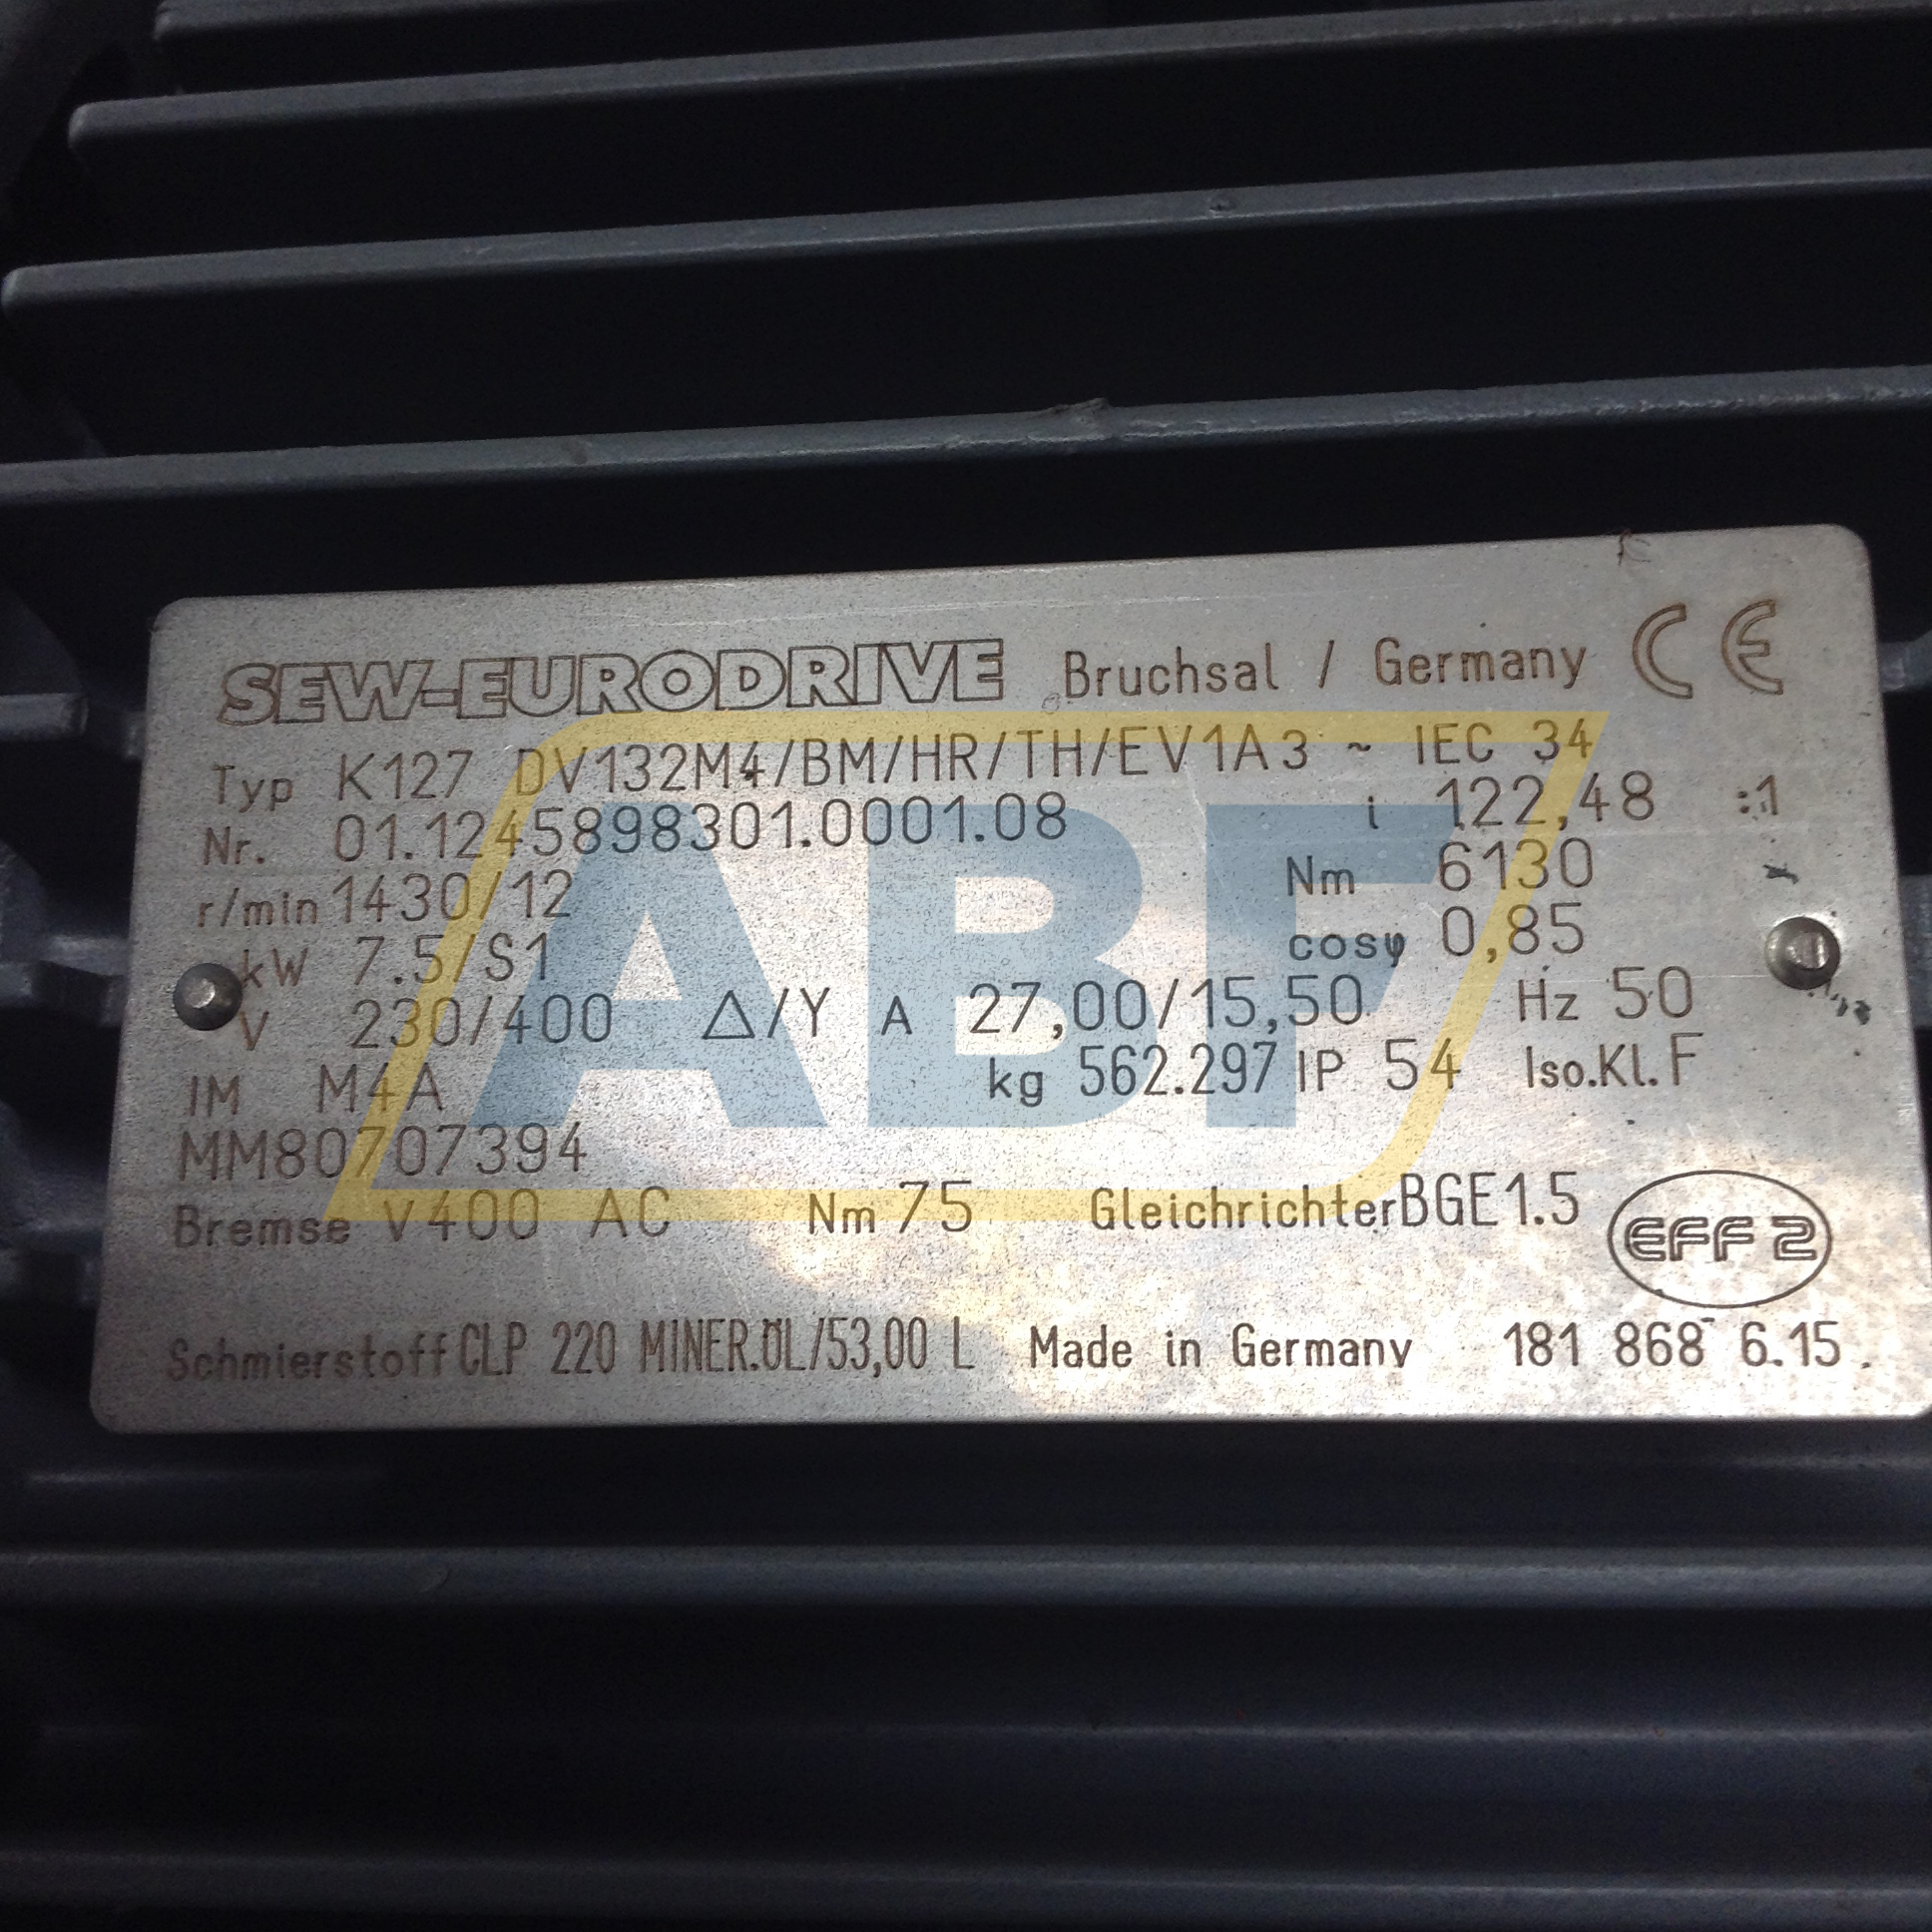 SEW-EURODRIVE Bruchsal / Germany CE
Typ K127 DV132M4/BM/HR/TH/EV1A3 ~ IEC 34
Nr. 01.1245898301.0001.08 i 122,48 :1
r/min 1430/12 Nm 6130
kW 7.5/S1 cosφ 0,85
V 230/400 Δ/Y A 27,00/15,50 Hz 50
IM M4A kg 562.297 IP 54 Iso.Kl. F
MM80707394
Bremse V400 AC Nm 75 Gleichrichter BGE1.5 EFF 2
Schmierstoff CLP 220 MINER.ÖL/53,00 L Made in Germany 181 868 6.15
ABF